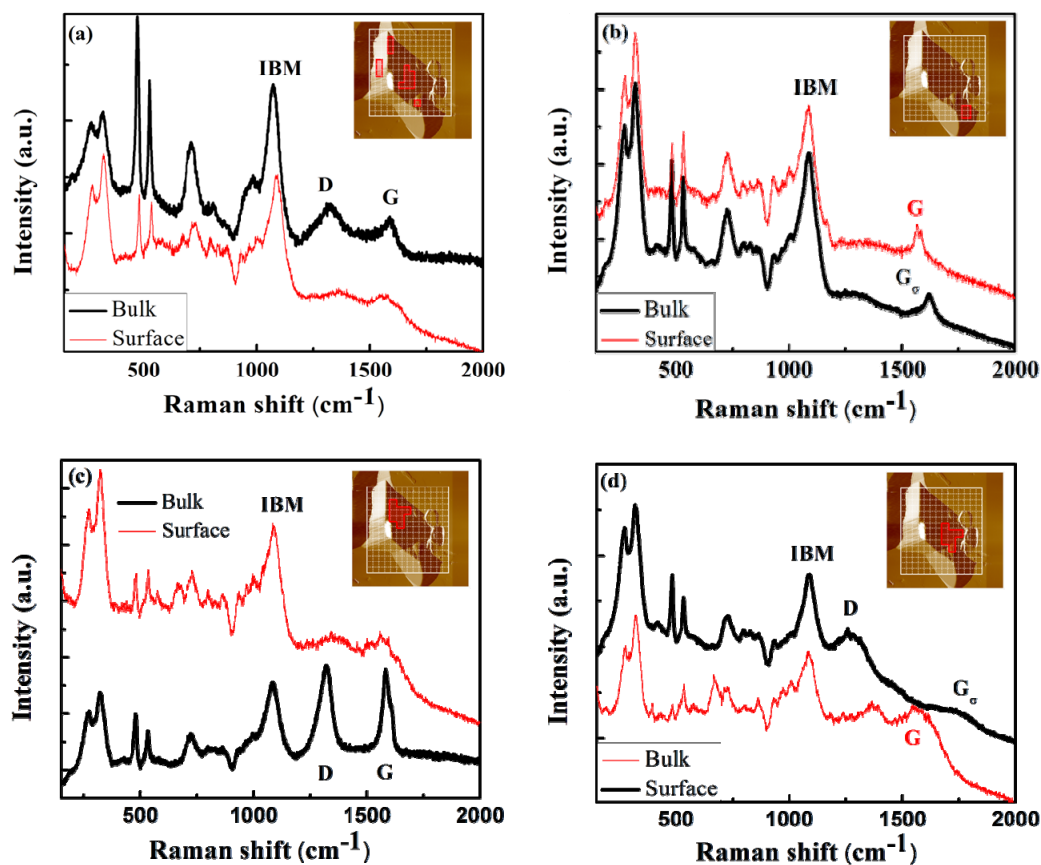 (a)
IBM
D
G
Bulk
Surface
Intensity (a.u.)
500
1000
1500
2000
Raman shift (cm-1)
(b)
IBM
G
Gσ
Bulk
Surface
Intensity (a.u.)
500
1000
1500
2000
Raman shift (cm-1)
(c)
Bulk
Surface
IBM
D
G
Intensity (a.u.)
500
1000
1500
2000
Raman shift (cm-1)
(d)
IBM
D
Gσ
G
Bulk
Surface
Intensity (a.u.)
500
1000
1500
2000
Raman shift (cm-1)